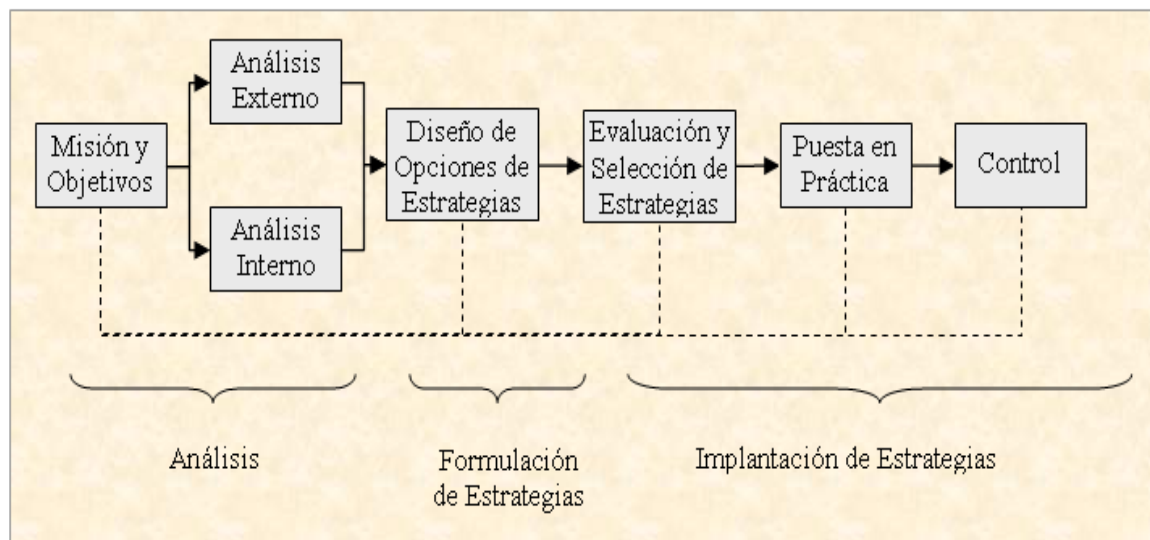 Misión y
Objetivos
Análisis
Externo
Análisis
Interno
Diseño de
Opciones de
Estrategias
Evaluación y
Selección de
Estrategias
Puesta en
Práctica
Control
Análisis
Formulación
de Estrategias
Implantación de Estrategias